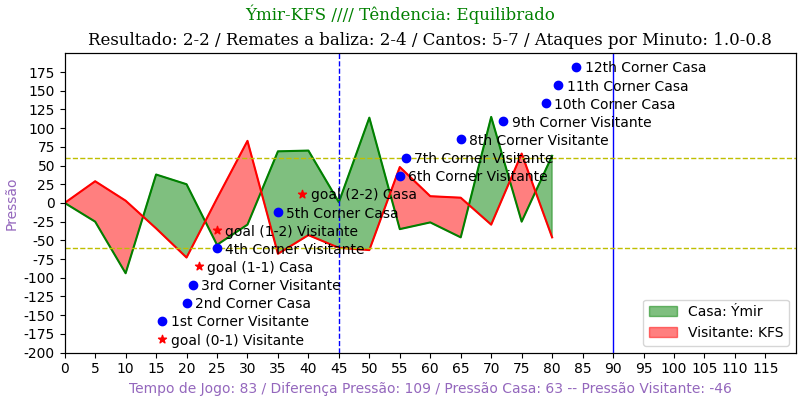 Ýmir-KFS //// Têndencia: Equilibrado
Resultado: 2-2 / Remates a baliza: 2-4 / Cantos: 5-7 / Ataques por Minuto: 1.0-0.8
Pressão
175
150
125
100
75
50
25
0
-25
-50
-75
-100
-125
-150
-175
-200
12th Corner Casa
11th Corner Casa
10th Corner Casa
9th Corner Visitante
8th Corner Visitante
7th Corner Visitante
6th Corner Visitante
goal (2-2) Casa
5th Corner Casa
goal (1-2) Visitante
4th Corner Visitante
goal (1-1) Casa
3rd Corner Visitante
2nd Corner Casa
1st Corner Visitante
goal (0-1) Visitante
Casa: Ýmir
Visitante: KFS
0 5 10 15 20 25 30 35 40 45 50 55 60 65 70 75 80 85 90 95 100 105 110 115
Tempo de Jogo: 83 / Diferença Pressão: 109 / Pressão Casa: 63 -- Pressão Visitante: -46